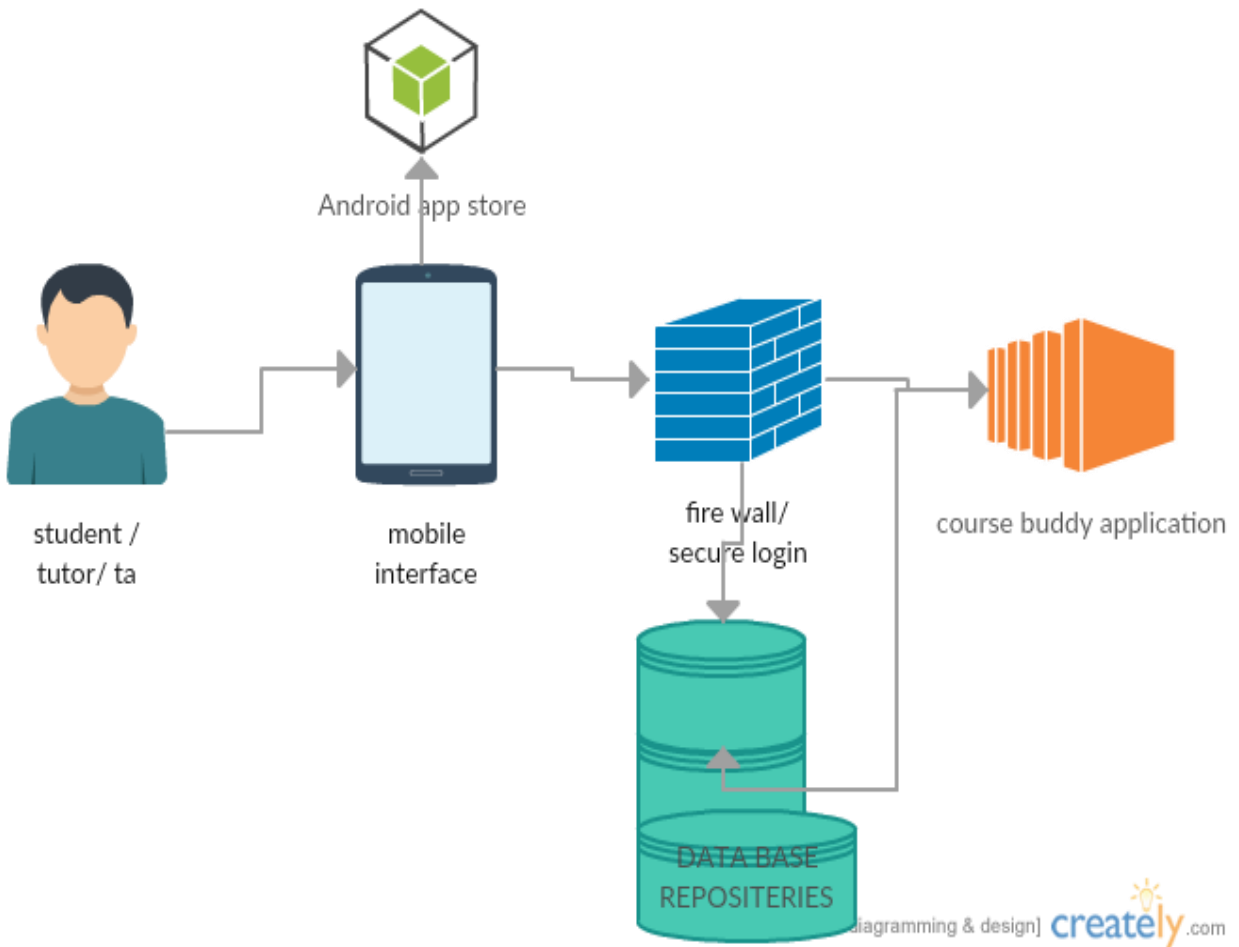 Android app store
student /
tutor/ ta
mobile
interface
fire wall/
secure login
course buddy application
DATA BASE
REPOSITERIES
diagramming & design] creately.com